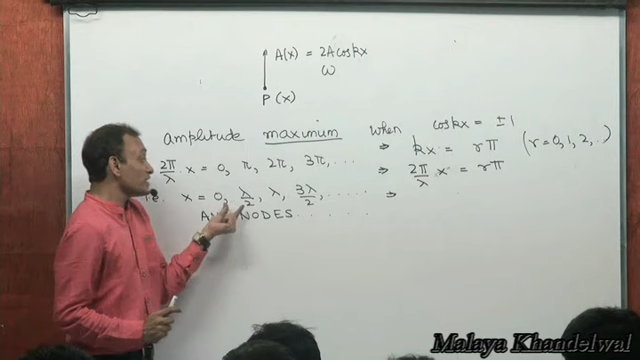 A(x) = 2A cos kx
ω
P (x)
amplitude maximum when cos kx = ±1
⇒ kx = rπ (r = 0, 1, 2, ..)
2π/λ x = 0, π, 2π, 3π, ... ⇒ 2π/λ x = rπ
i.e. x = 0, λ/2, λ, 3λ/2, ..... ⇒
NODES . . . .
Malaya Khandelwal